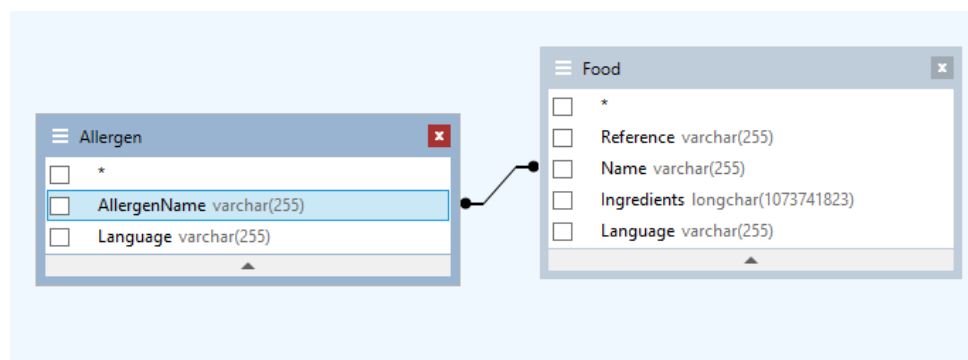 Allergen
*
AllergenName varchar(255)
Language varchar(255)
Food
*
Reference varchar(255)
Name varchar(255)
Ingredients longchar(1073741823)
Language varchar(255)